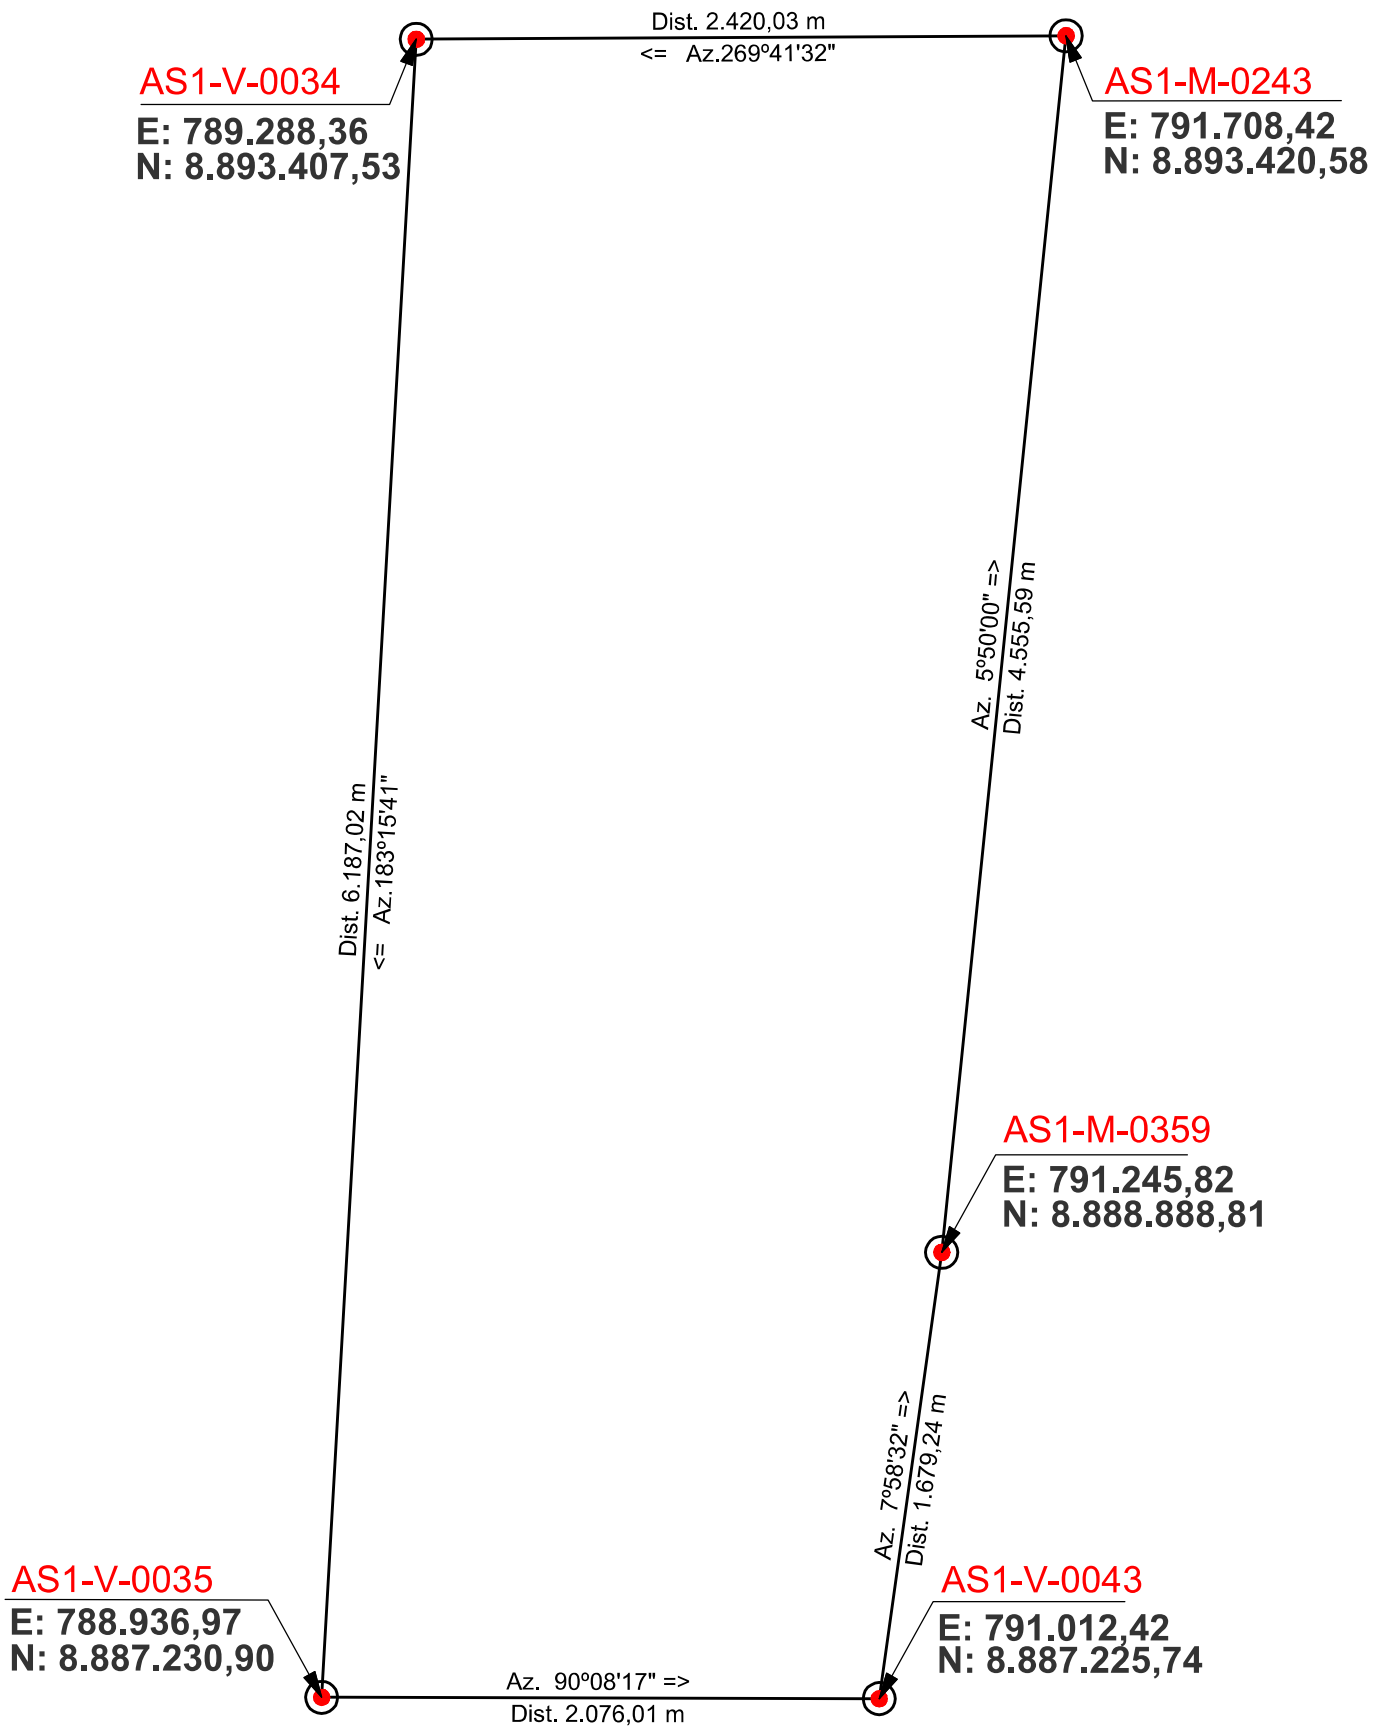 Dist. 2.420,03 m
<= Az.269º41'32"
AS1-V-0034
E: 789.288,36
N: 8.893.407,53
AS1-M-0243
E: 791.708,42
N: 8.893.420,58
Az. 5º50'00" =>
Dist. 4.555,59 m
Dist. 6.187,02 m
<= Az.183º15'41"
AS1-M-0359
E: 791.245,82
N: 8.888.888,81
Az. 7º58'32" =>
Dist. 1.679,24 m
AS1-V-0035
E: 788.936,97
N: 8.887.230,90
AS1-V-0043
E: 791.012,42
N: 8.887.225,74
Az. 90º08'17" =>
Dist. 2.076,01 m